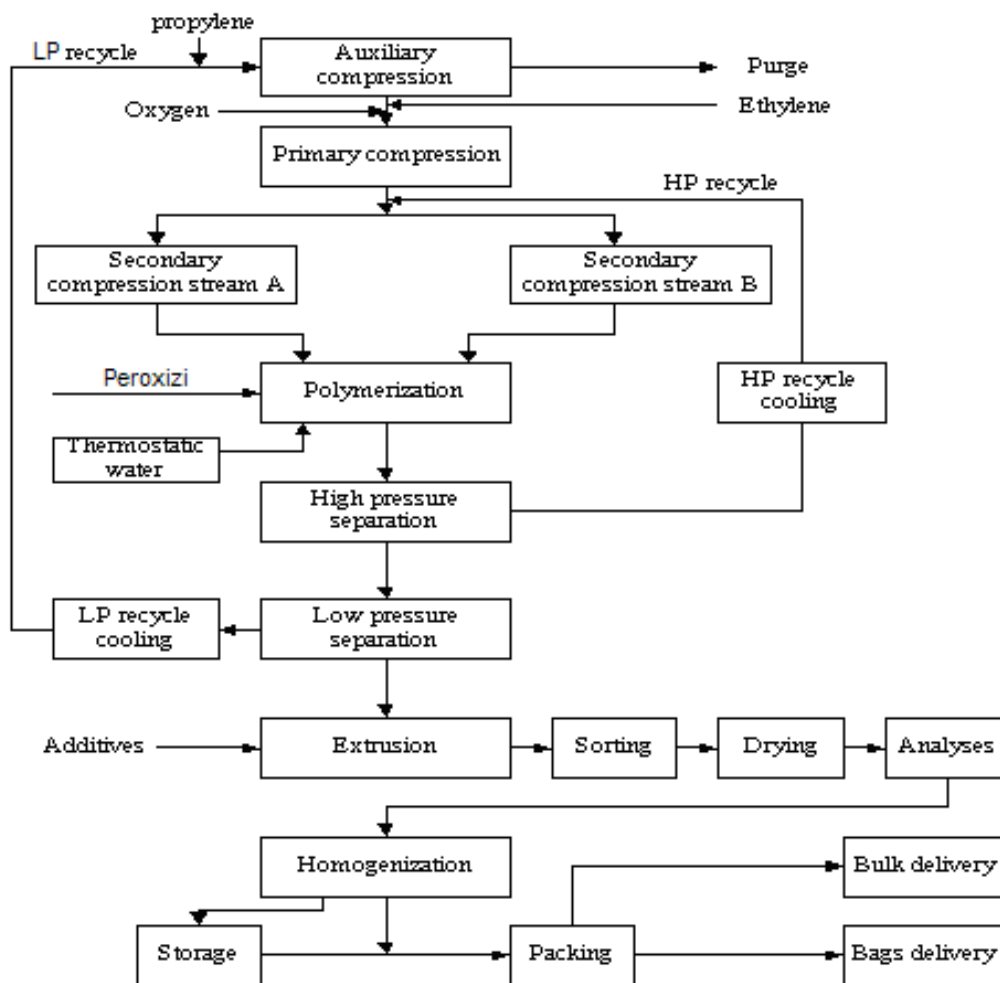 propylene
LP recycle
Auxiliary
compression
Purge
Oxygen
Ethylene
Primary compression
HP recycle
Secondary
compression stream A
Secondary
compression stream B
Peroxizi
Polymerization
HP recycle
cooling
Thermostatic
water
High pressure
separation
LP recycle
cooling
Low pressure
separation
Additives
Extrusion
Sorting
Drying
Analyses
Homogenization
Bulk delivery
Storage
Packing
Bags delivery